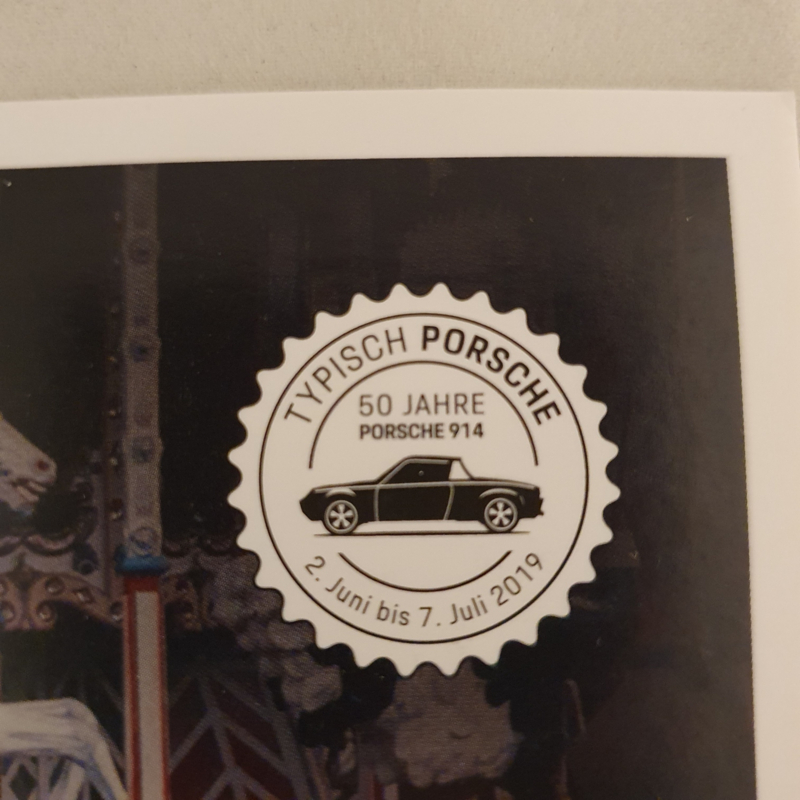 TYPISCH PORSCHE
50 JAHRE
PORSCHE 914
2. Juni bis 7. Juli 2019